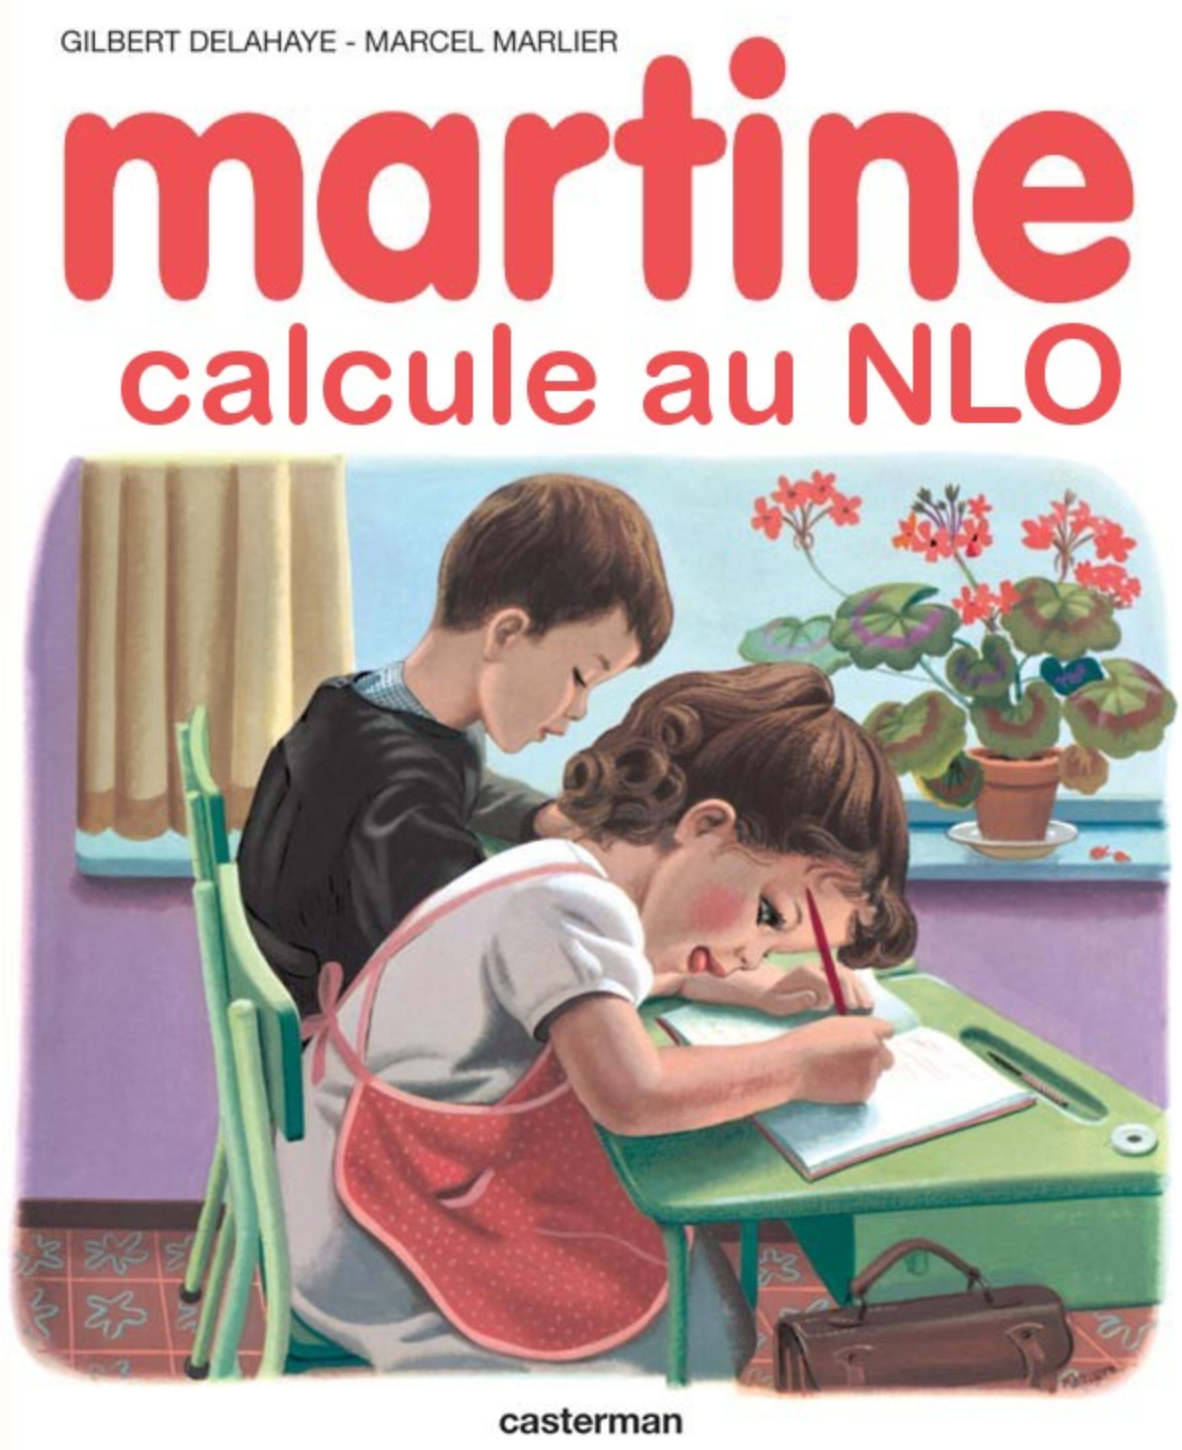 GILBERT DELAHAYE - MARCEL MARLIER
martine
calcule au NLO
casterman